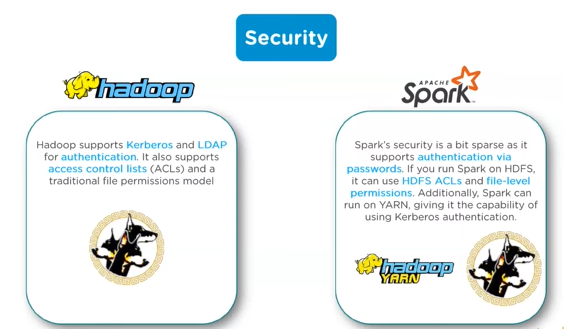 Security
hadoop
APACHE
Spark™
Hadoop supports Kerberos and LDAP
for authentication. It also supports
access control lists (ACLs) and a
traditional file permissions model
Spark's security is a bit sparse as it
supports authentication via
passwords. If you run Spark on HDFS,
it can use HDFS ACLs and file-level
permissions. Additionally, Spark can
run on YARN, giving it the capability
of using Kerberos authentication.
hadoop
YARN